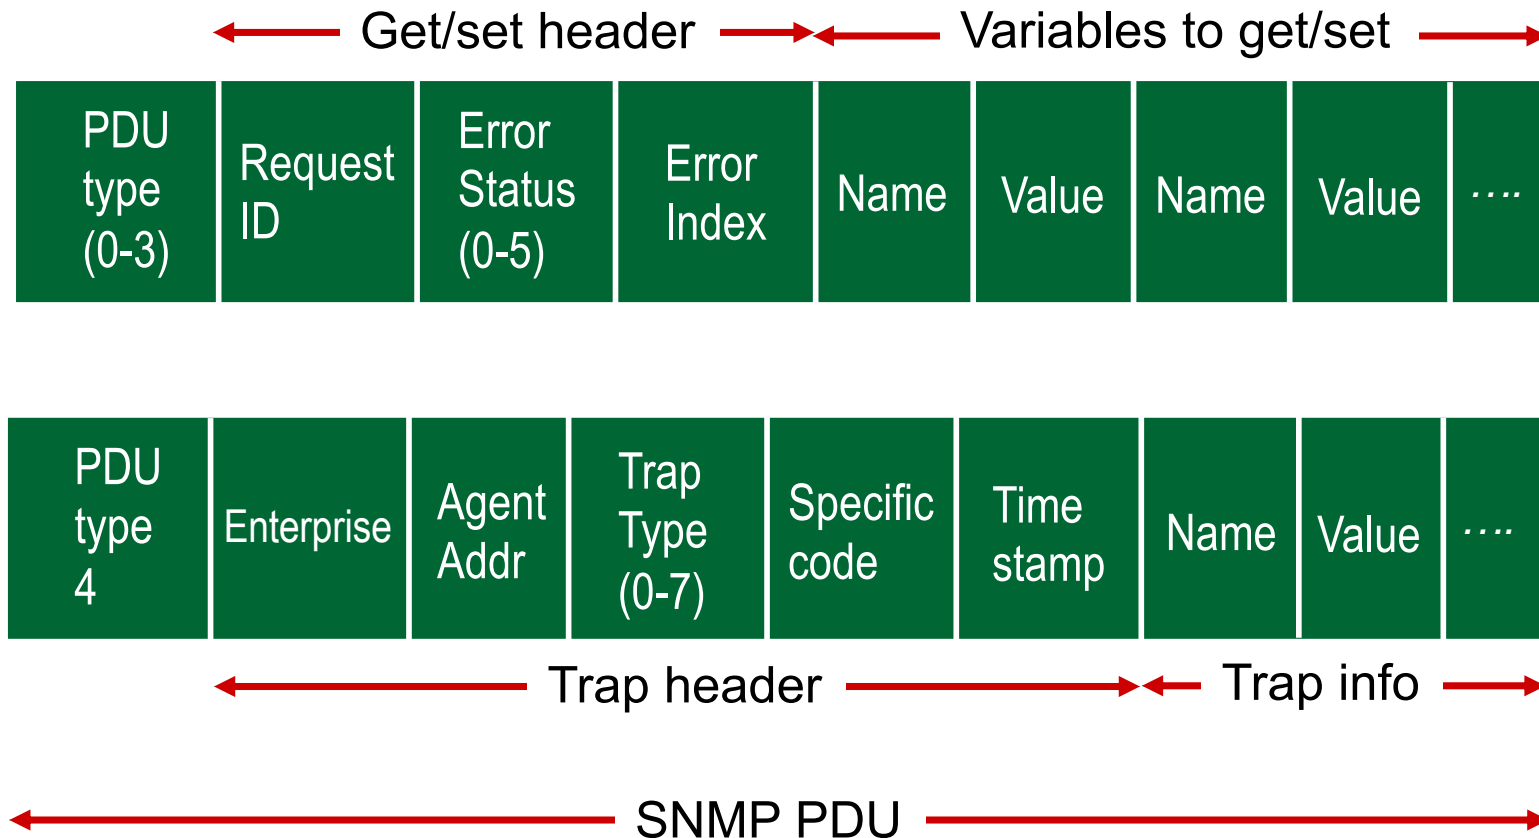 Get/set header
Variables to get/set
PDU
type
(0-3)
Request
ID
Error
Status
(0-5)
Error
Index
Name
Value
Name
Value
....
PDU
type
4
Enterprise
Agent
Addr
Trap
Type
(0-7)
Specific
code
Time
stamp
Name
Value
....
Trap header
Trap info
SNMP PDU